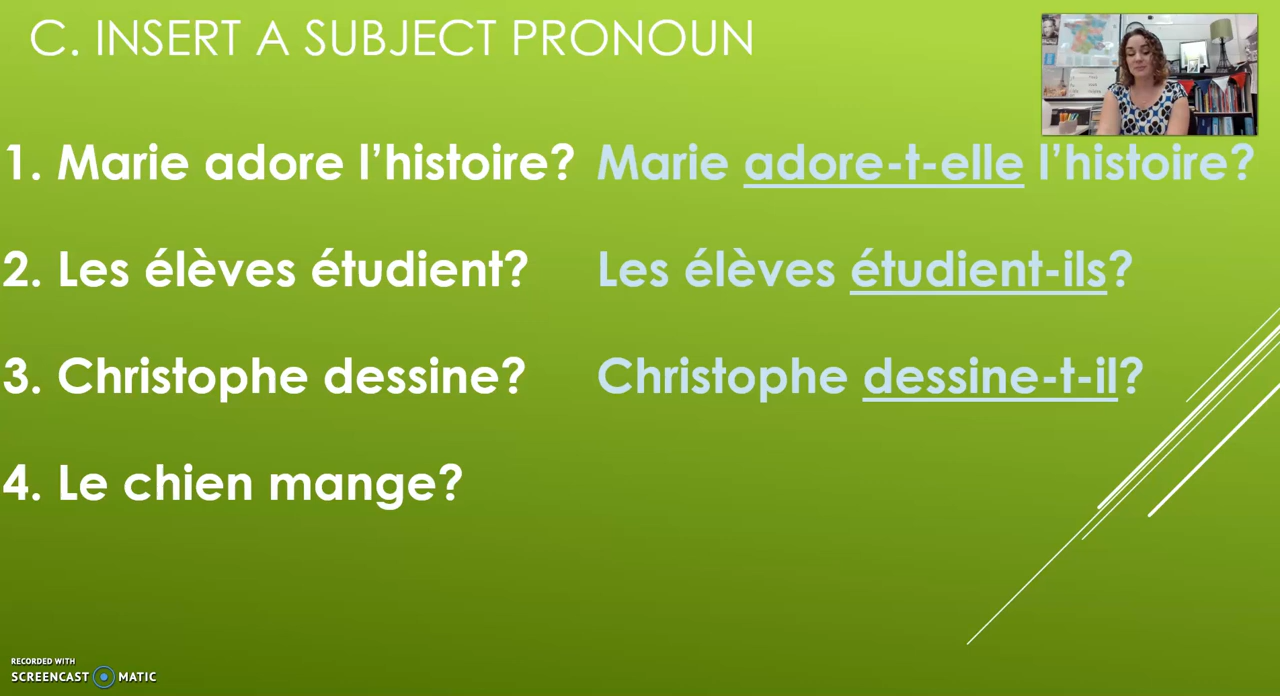 C. INSERT A SUBJECT PRONOUN
1. Marie adore l’histoire? Marie adore-t-elle l’histoire?
2. Les élèves étudient? Les élèves étudient-ils?
3. Christophe dessine? Christophe dessine-t-il?
4. Le chien mange?
RECORDED WITH
SCREENCAST MATIC